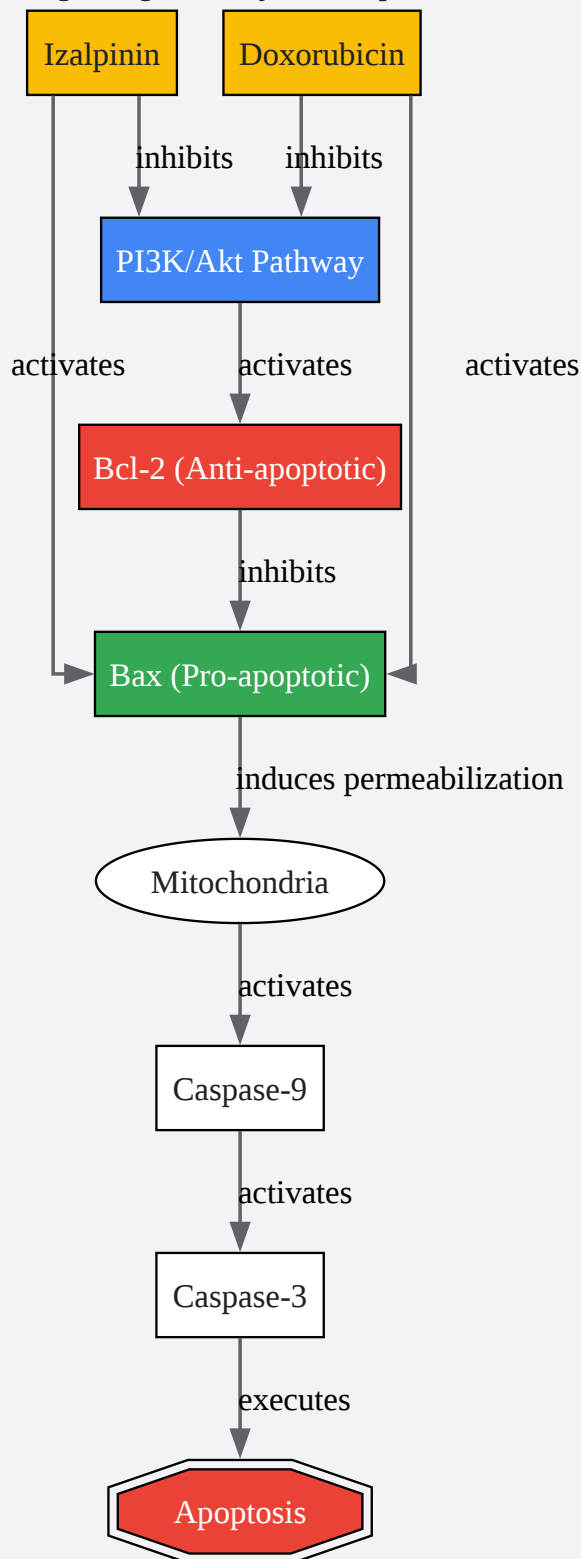 Izalpinin
Doxorubicin
inhibits
inhibits
PI3K/Akt Pathway
activates
activates
activates
Bcl-2 (Anti-apoptotic)
inhibits
Bax (Pro-apoptotic)
induces permeabilization
Mitochondria
activates
Caspase-9
activates
Caspase-3
executes
Apoptosis